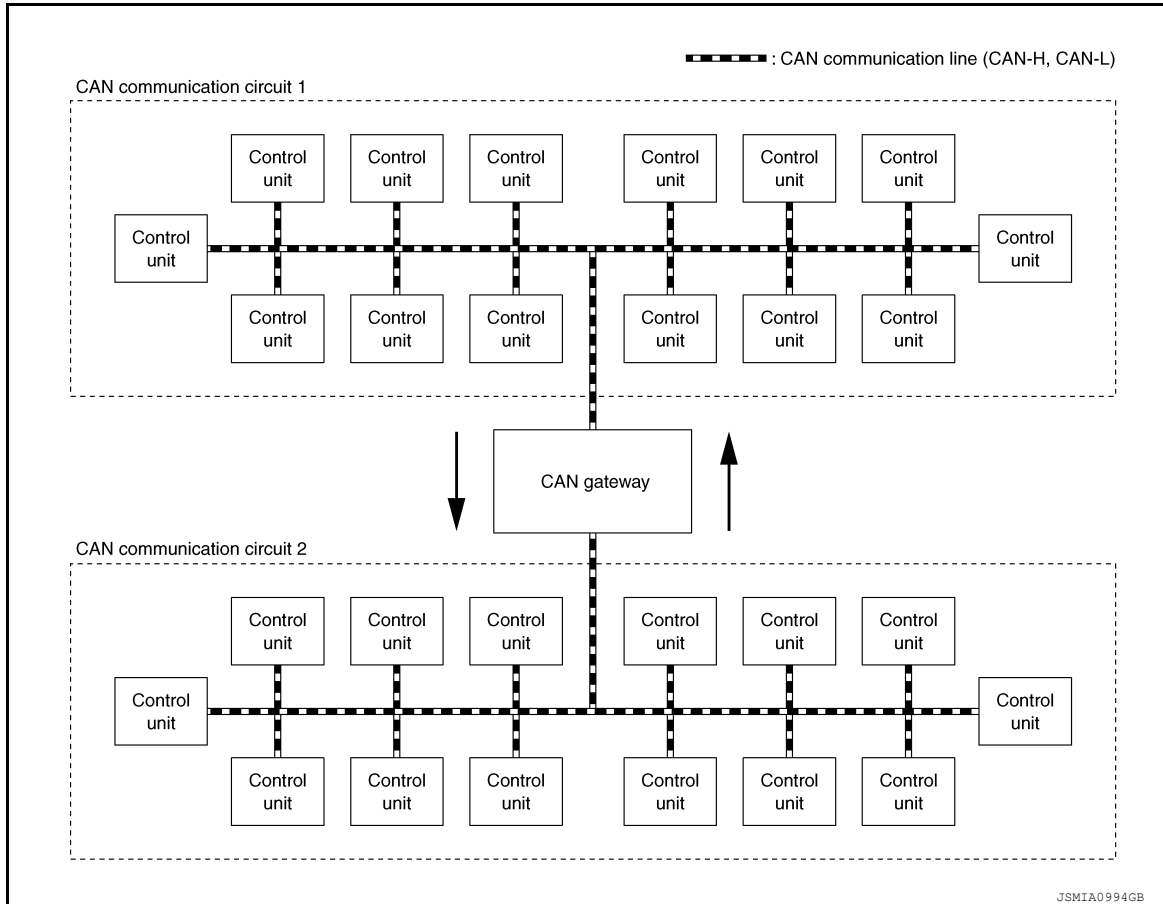 : CAN communication line (CAN-H, CAN-L)
CAN communication circuit 1
Control
unit
Control
unit
Control
unit
Control
unit
Control
unit
Control
unit
Control
unit
Control
unit
Control
unit
Control
unit
Control
unit
Control
unit
Control
unit
Control
unit
CAN gateway
CAN communication circuit 2
Control
unit
Control
unit
Control
unit
Control
unit
Control
unit
Control
unit
Control
unit
Control
unit
Control
unit
Control
unit
Control
unit
Control
unit
Control
unit
Control
unit
JSMIA0994GB